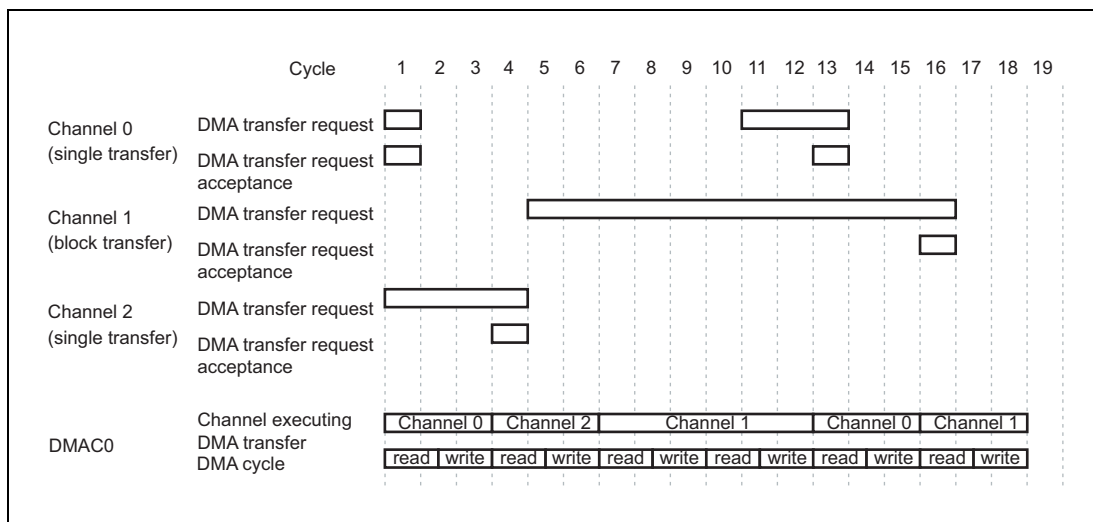 Cycle 1 2 3 4 5 6 7 8 9 10 11 12 13 14 15 16 17 18 19
Channel 0
(single transfer)
DMA transfer request
DMA transfer request
acceptance
Channel 1
(block transfer)
DMA transfer request
DMA transfer request
acceptance
Channel 2
(single transfer)
DMA transfer request
DMA transfer request
acceptance
DMAC0
Channel executing
DMA transfer
Channel 0 Channel 2 Channel 1 Channel 0 Channel 1
DMA cycle
read write read write read write read write read write read write